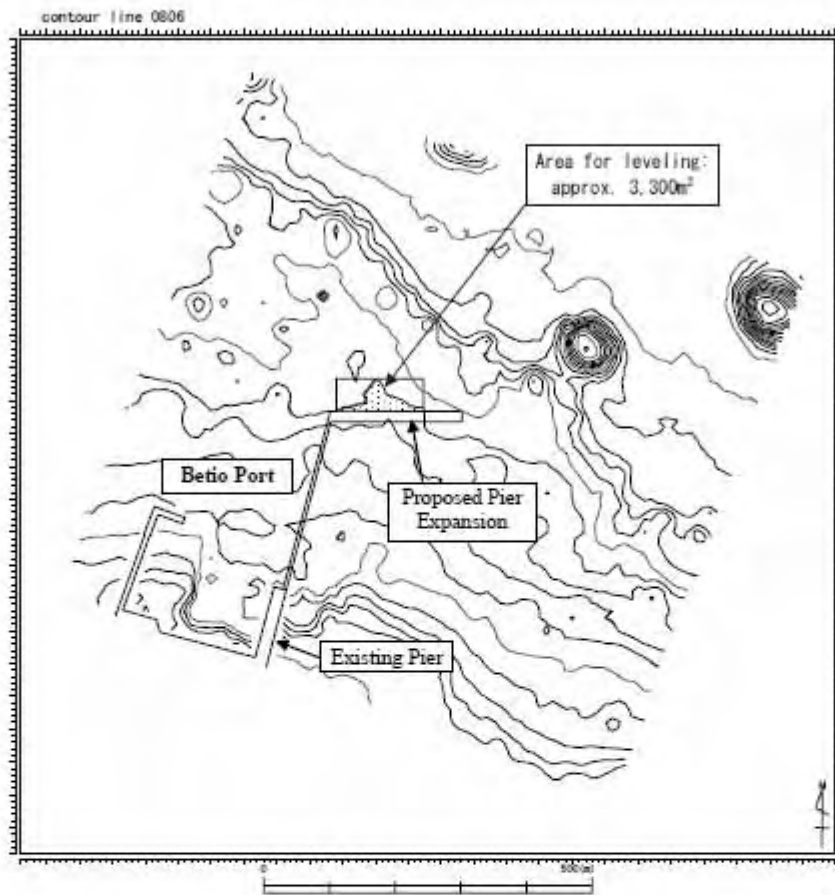 contour line 0806
Area for leveling:
approx. 3,300m²
Betio Port
Proposed Pier
Expansion
Existing Pier
N
0
500(m)